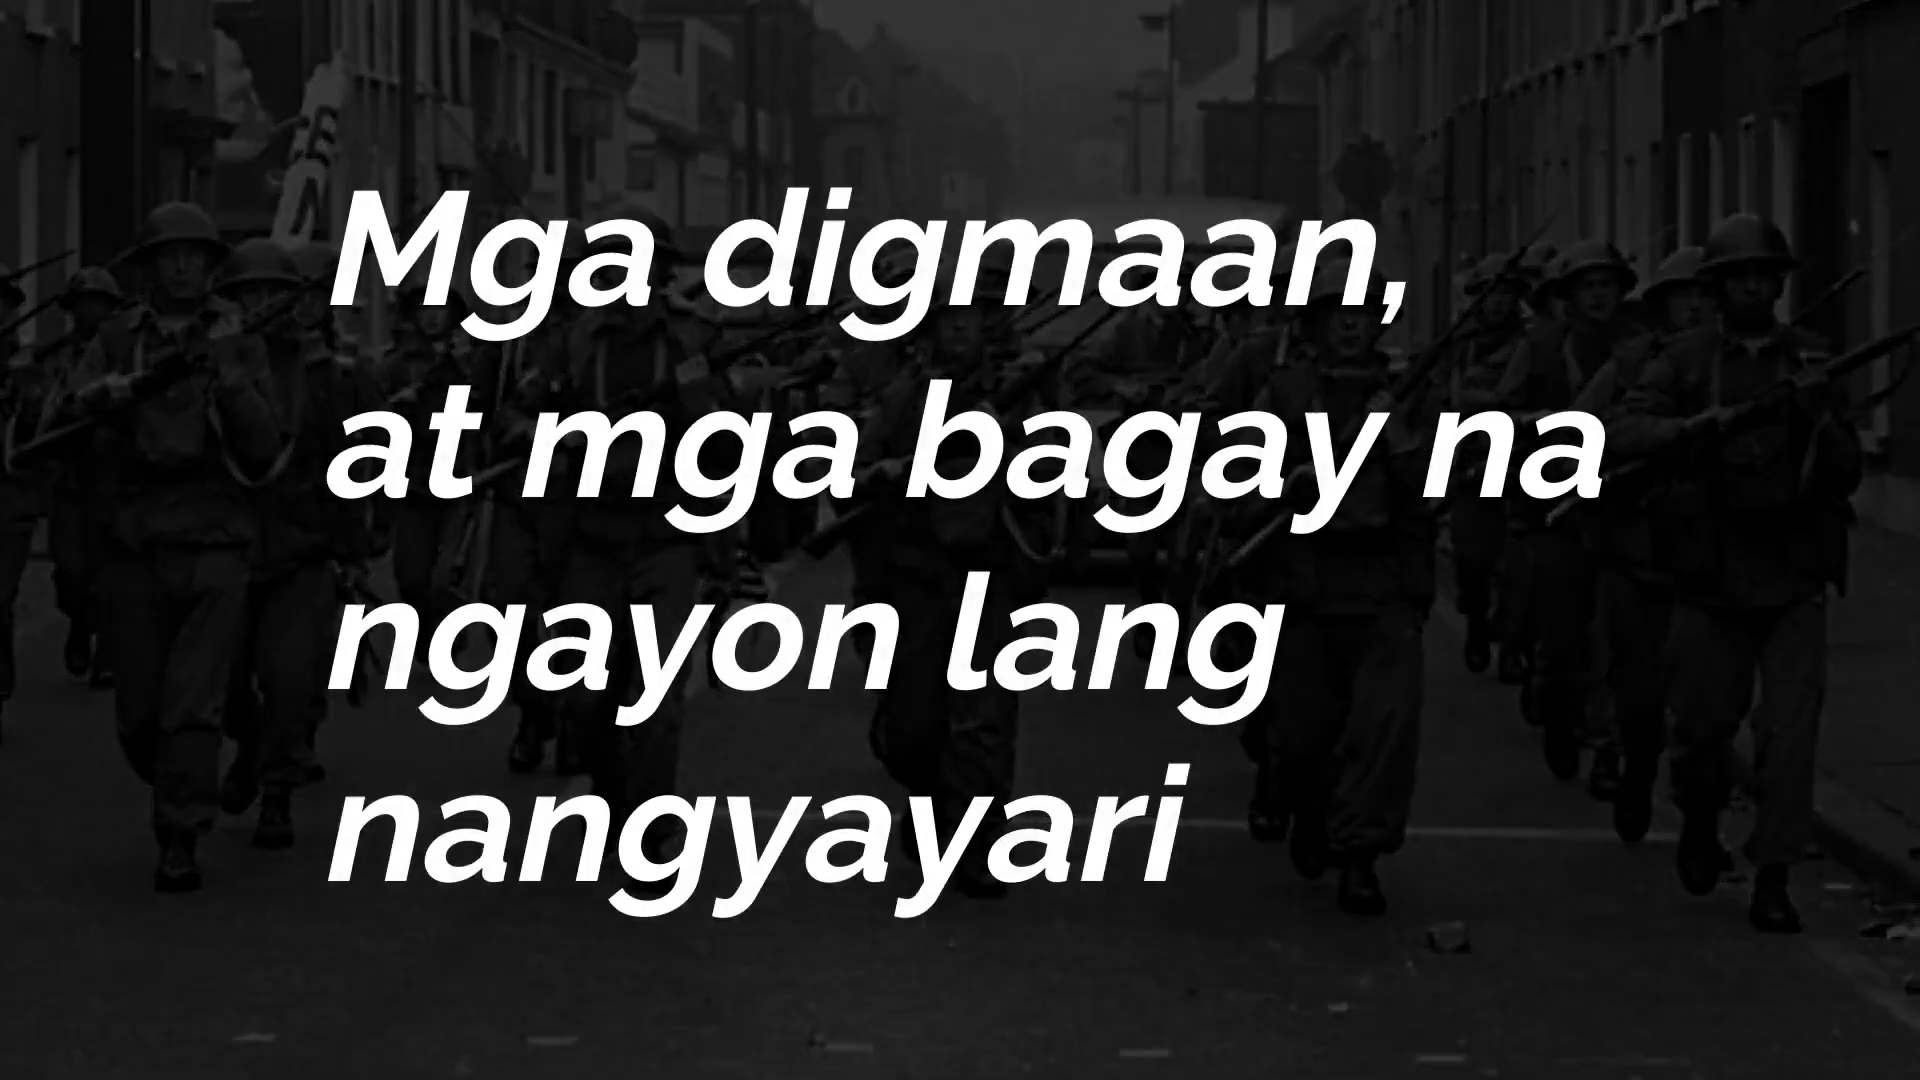 Mga digmaan,
at mga bagay na
ngayon lang
nangyayari